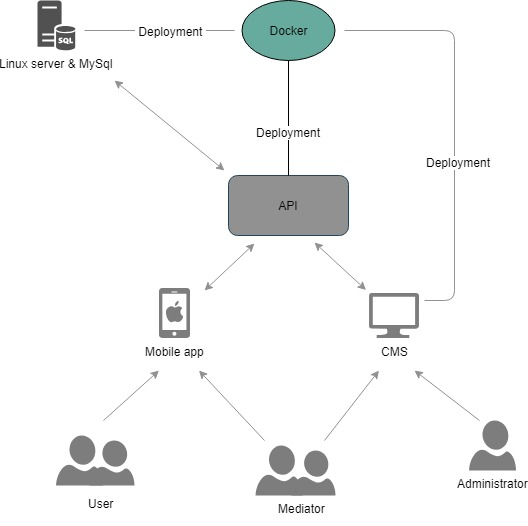 Docker
Deployment
SQL
Linux server & MySql
Deployment
Deployment
API
Mobile app
CMS
User
Mediator
Administrator